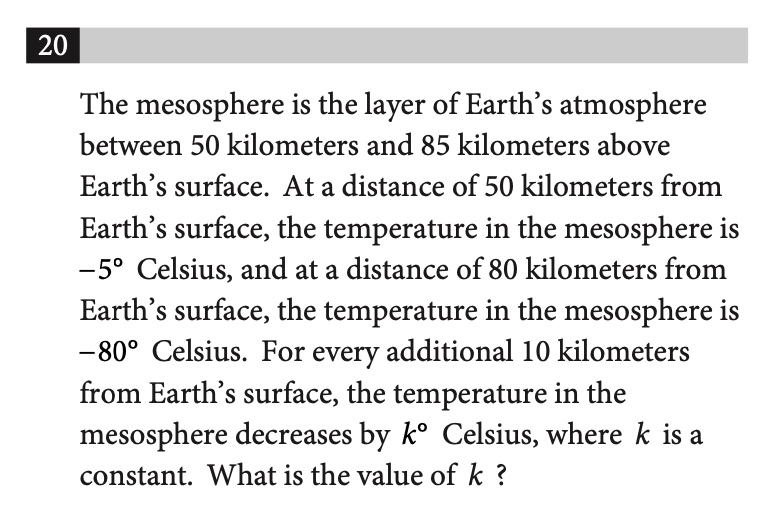 20
The mesosphere is the layer of Earth’s atmosphere
between 50 kilometers and 85 kilometers above
Earth’s surface.  At a distance of 50 kilometers from
Earth’s surface, the temperature in the mesosphere is
−5° Celsius, and at a distance of 80 kilometers from
Earth’s surface, the temperature in the mesosphere is
−80° Celsius.  For every additional 10 kilometers
from Earth’s surface, the temperature in the
mesosphere decreases by k° Celsius, where k is a
constant.  What is the value of k ?